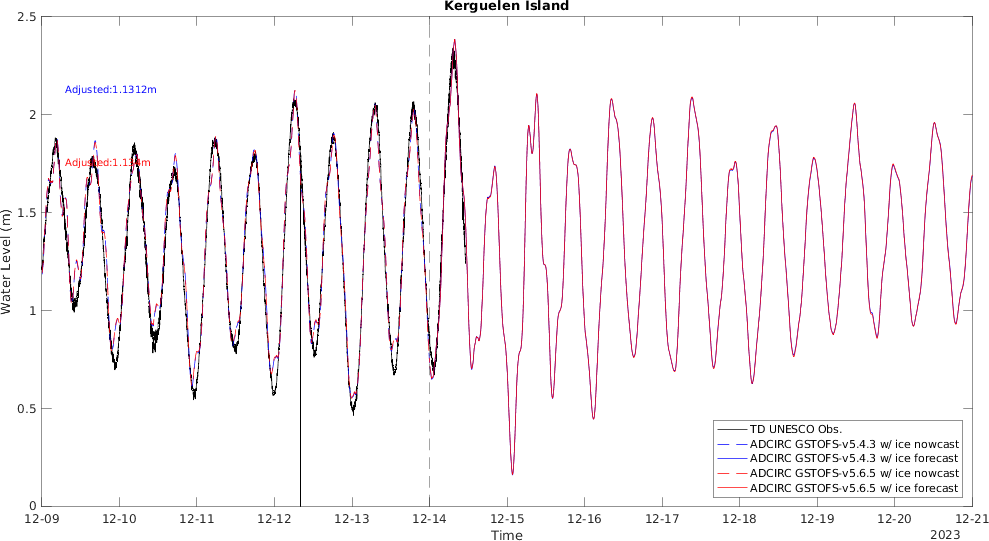 Kerguelen Island
2.5
2
1.5
1
0.5
0
Water Level (m)
Adjusted:1.1312m
12-09
12-10
12-11
12-12
12-13
12-14
12-15
12-16
12-17
12-18
12-19
12-20
12-21
Time
2023
TD UNESCO Obs.
ADCIRC GSTOFS-v5.4.3 w/ ice nowcast
ADCIRC GSTOFS-v5.4.3 w/ ice forecast
ADCIRC GSTOFS-v5.6.5 w/ ice nowcast
ADCIRC GSTOFS-v5.6.5 w/ ice forecast